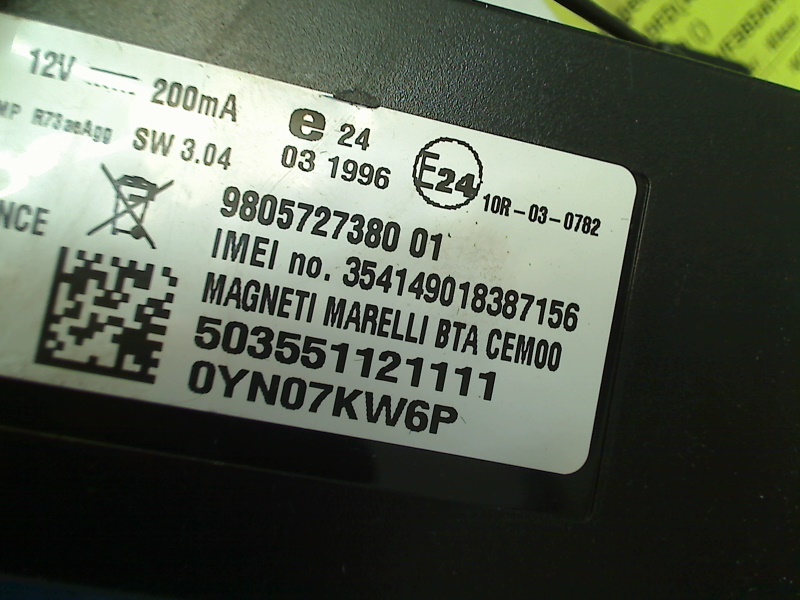 12V
200mA
SW 3.04
e 24
03 1996
E24
10R-03-0782
NCE
9805727380 01
IMEI no. 354149018387156
MAGNETI MARELLI BTA CEM00
503551121111
0YN07KW6P